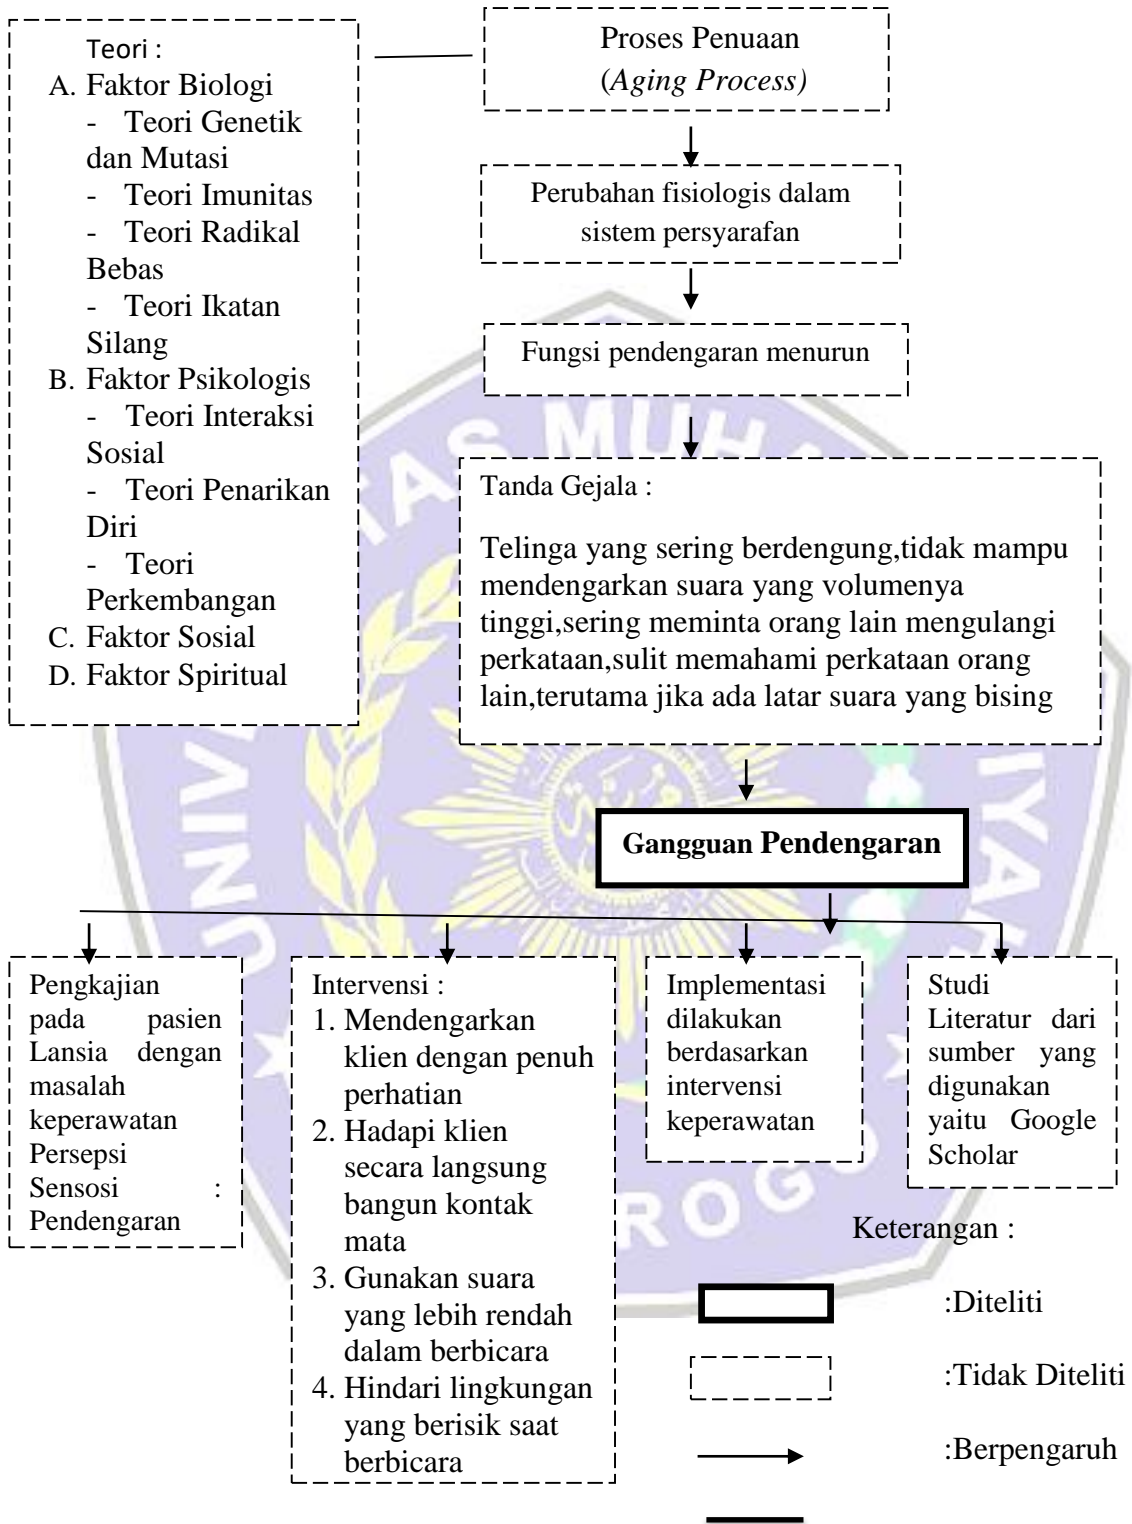 Teori :
A. Faktor Biologi
- Teori Genetik
dan Mutasi
- Teori Imunitas
- Teori Radikal
Bebas
- Teori Ikatan
Silang
B. Faktor Psikologis
- Teori Interaksi
Sosial
- Teori Penarikan
Diri
- Teori
Perkembangan
C. Faktor Sosial
D. Faktor Spiritual
Proses Penuaan
(Aging Process)
Perubahan fisiologis dalam
sistem persyarafan
Fungsi pendengaran menurun
Tanda Gejala :
Telinga yang sering berdengung,tidak mampu
mendengarkan suara yang volumenya
tinggi,sering meminta orang lain mengulangi
perkataan,sulit memahami perkataan orang
lain,terutama jika ada latar suara yang bising
Gangguan Pendengaran
Pengkajian
pada pasien
Lansia dengan
masalah
keperawatan
Persepsi
Sensosi :
Pendengaran
Intervensi :
1. Mendengarkan
klien dengan penuh
perhatian
2. Hadapi klien
secara langsung
bangun kontak
mata
3. Gunakan suara
yang lebih rendah
dalam berbicara
4. Hindari lingkungan
yang berisik saat
berbicara
Implementasi
dilakukan
berdasarkan
intervensi
keperawatan
Studi
Literatur dari
sumber yang
digunakan
yaitu Google
Scholar
Keterangan :
:Diteliti
:Tidak Diteliti
:Berpengaruh